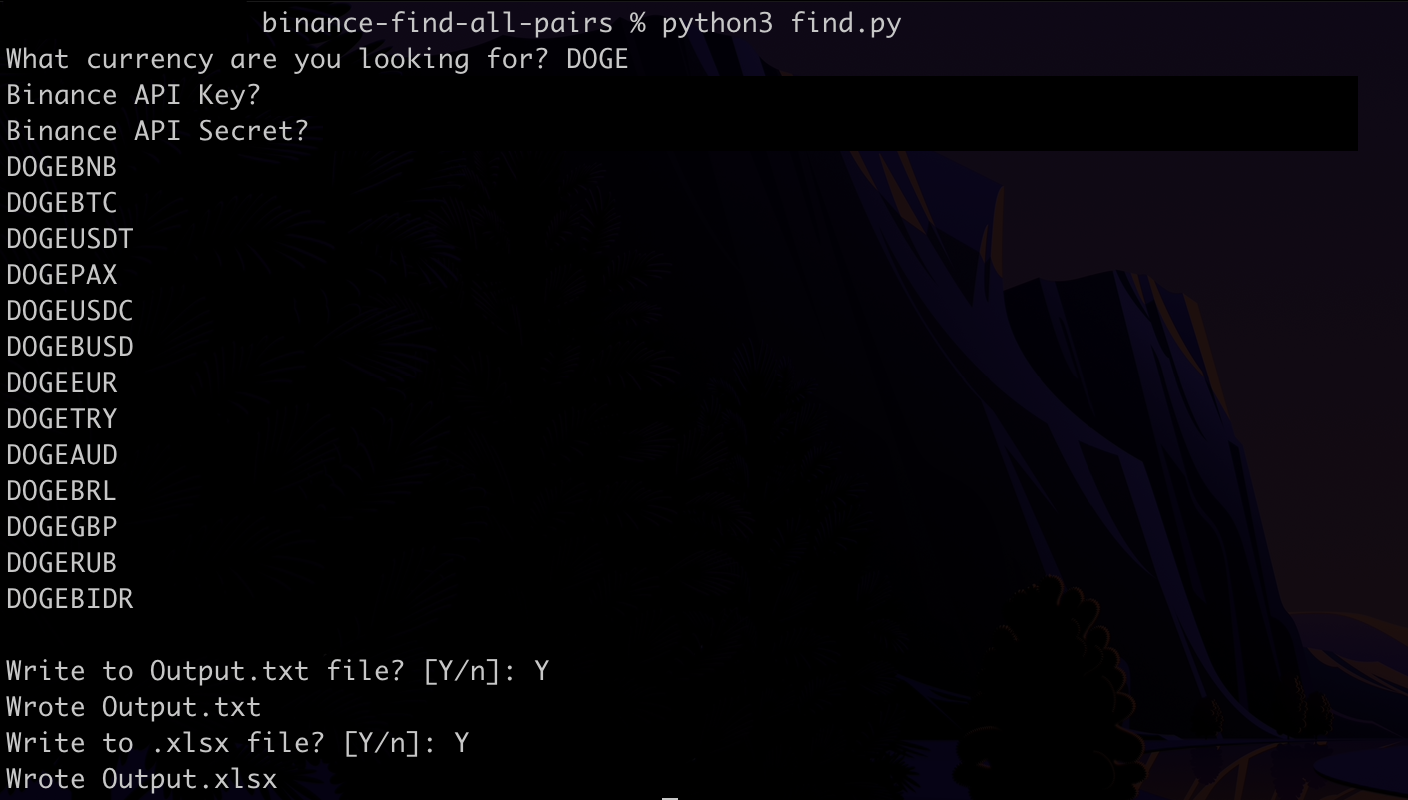 binance-find-all-pairs % python3 find.py
What currency are you looking for? DOGE
Binance API Key?
Binance API Secret?
DOGEBNB
DOGEBTC
DOGEUSDT
DOGEPAX
DOGEUSDC
DOGEBUSD
DOGEEUR
DOGETRY
DOGEAUD
DOGEBRL
DOGEGBP
DOGERUB
DOGEBIDR
Write to Output.txt file? [Y/n]: Y
Wrote Output.txt
Write to .xlsx file? [Y/n]: Y
Wrote Output.xlsx